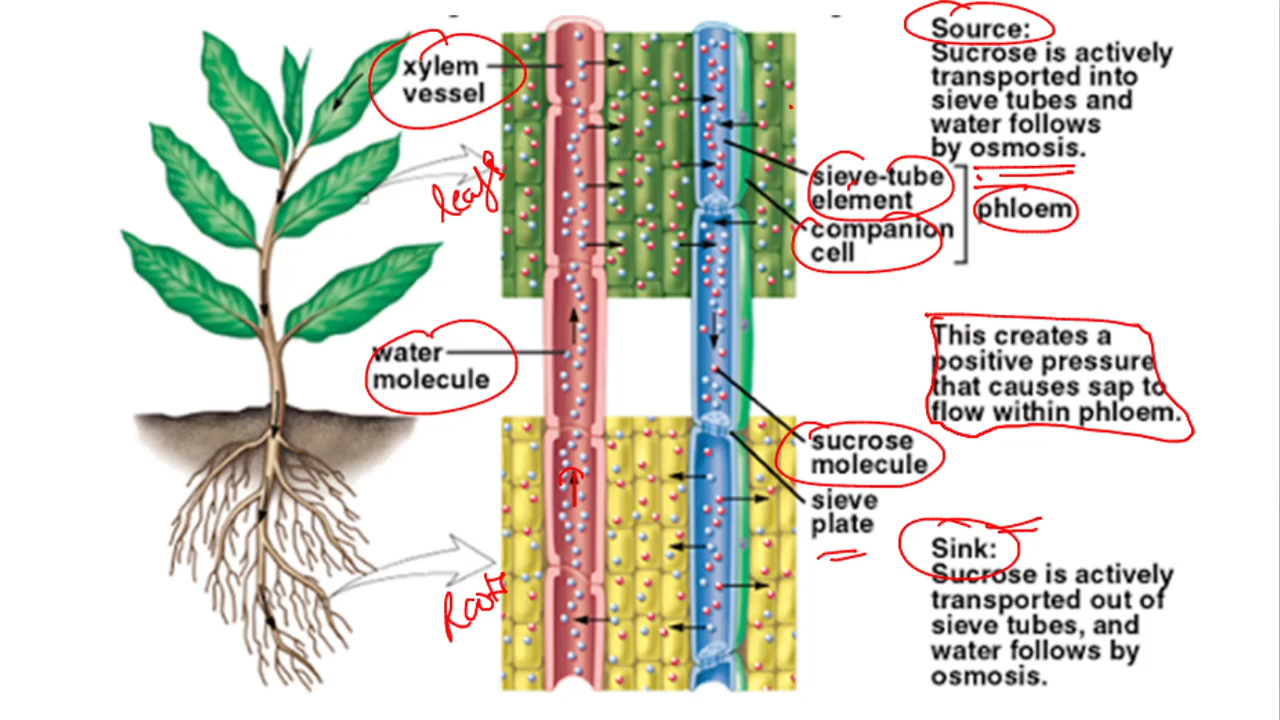 xylem
vessel
leafs
water
molecule
Root
Source:
Sucrose is actively
transported into
sieve tubes and
water follows
by osmosis.
sieve-tube
element
companion
cell
phloem
This creates a
positive pressure
that causes sap to
flow within phloem.
sucrose
molecule
sieve
plate
Sink:
Sucrose is actively
transported out of
sieve tubes, and
water follows by
osmosis.